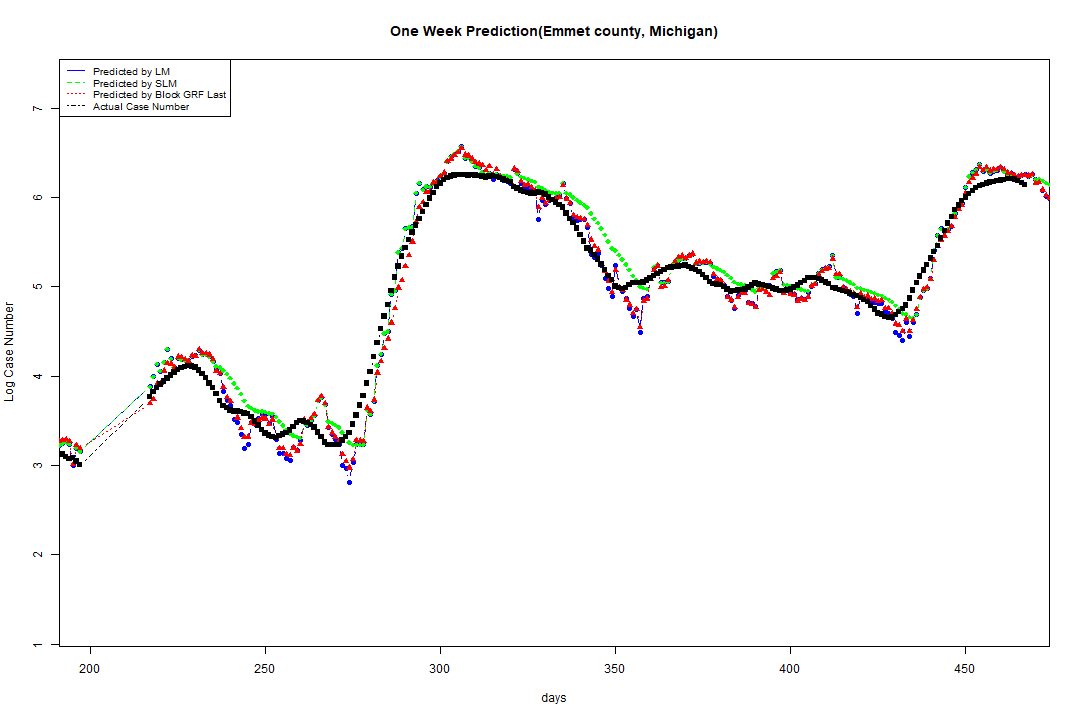 One Week Prediction(Emmet county, Michigan)
Predicted by LM
Predicted by SLM
Predicted by Block GRF Last
Actual Case Number
7
6
5
4
3
2
1
Log Case Number
200 250 300 350 400 450
days